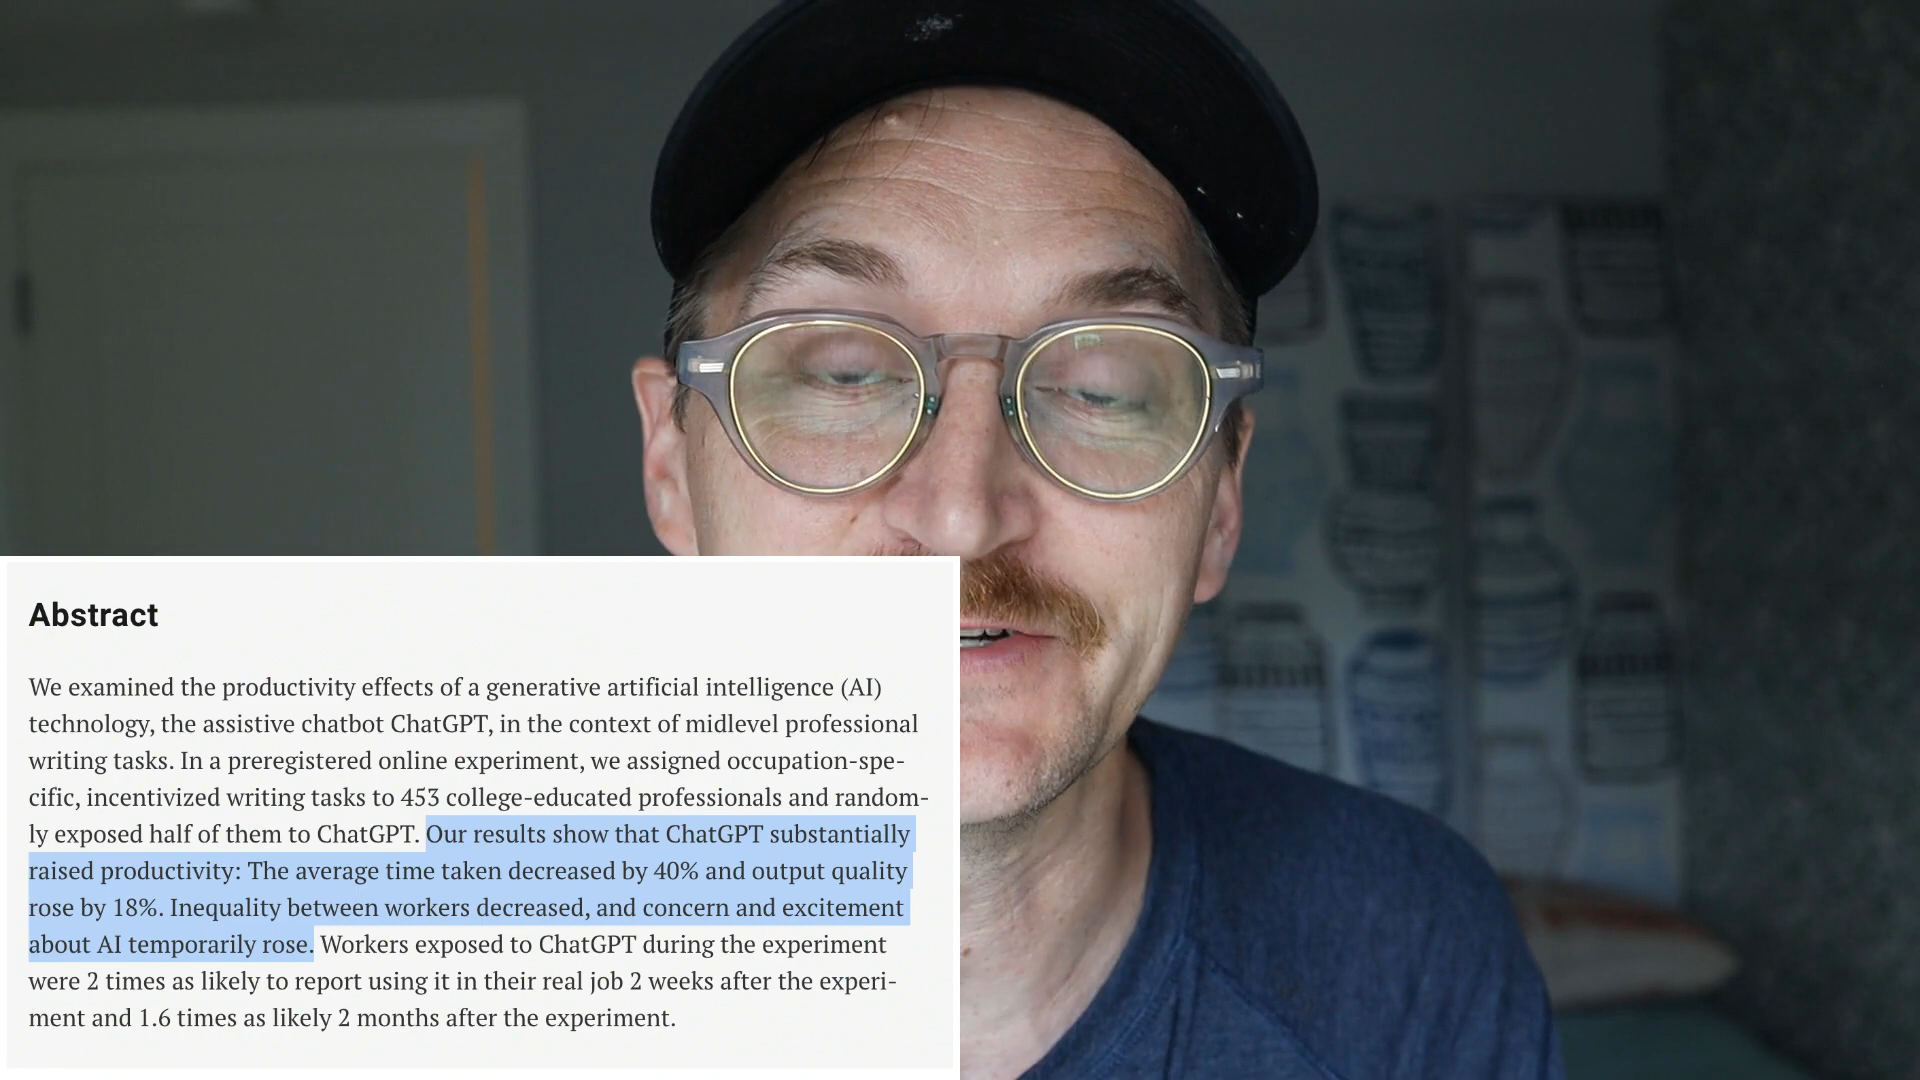 Abstract
We examined the productivity effects of a generative artificial intelligence (AI)
technology, the assistive chatbot ChatGPT, in the context of midlevel professional
writing tasks. In a preregistered online experiment, we assigned occupation-spe-
cific, incentivized writing tasks to 453 college-educated professionals and random-
ly exposed half of them to ChatGPT. Our results show that ChatGPT substantially
raised productivity: The average time taken decreased by 40% and output quality
rose by 18%. Inequality between workers decreased, and concern and excitement
about AI temporarily rose. Workers exposed to ChatGPT during the experiment
were 2 times as likely to report using it in their real job 2 weeks after the experi-
ment and 1.6 times as likely 2 months after the experiment.